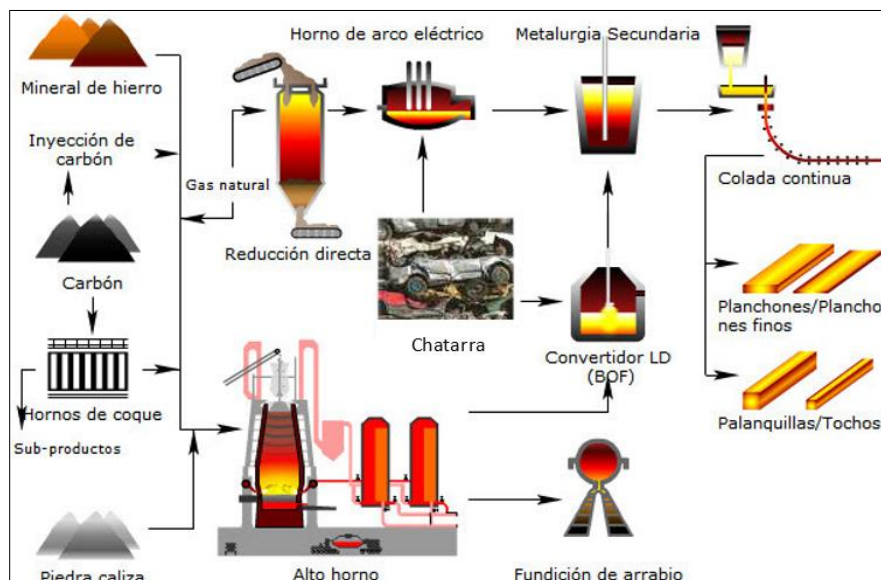 Horno de arco eléctrico
Metalurgia Secundaria
Mineral de hierro
Inyección de
carbón
Gas natural
Colada continua
Reducción directa
Carbón
Planchones/Plancho
nes finos
Chatarra
Convertidor LD
(BOF)
Hornos de coque
Palanquillas/Tochos
Sub-productos
Piedra caliza
Alto horno
Fundición de arrabio